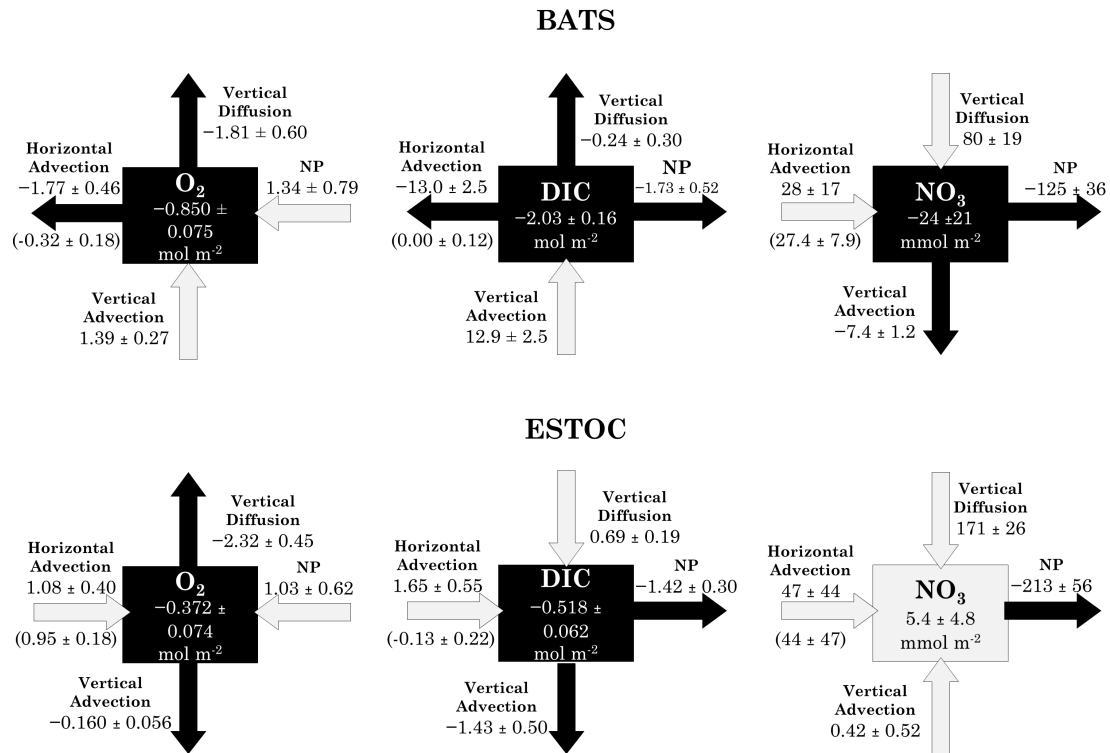 BATS
Vertical
Diffusion
−1.81 ± 0.60
Horizontal
Advection
−1.77 ± 0.46
(-0.32 ± 0.18)
O2
−0.850 ±
0.075
mol m-2
NP
1.34 ± 0.79
Vertical
Advection
1.39 ± 0.27
Vertical
Diffusion
−0.24 ± 0.30
Horizontal
Advection
−13.0 ± 2.5
(0.00 ± 0.12)
DIC
−2.03 ± 0.16
mol m-2
NP
−1.73 ± 0.52
Vertical
Advection
12.9 ± 2.5
Vertical
Diffusion
80 ± 19
Horizontal
Advection
28 ± 17
(27.4 ± 7.9)
NO3
−24 ±21
mmol m-2
NP
−125 ± 36
Vertical
Advection
−7.4 ± 1.2
ESTOC
Vertical
Diffusion
−2.32 ± 0.45
Horizontal
Advection
1.08 ± 0.40
(0.95 ± 0.18)
O2
−0.372 ±
0.074
mol m-2
NP
1.03 ± 0.62
Vertical
Advection
−0.160 ± 0.056
Vertical
Diffusion
0.69 ± 0.19
Horizontal
Advection
1.65 ± 0.55
(-0.13 ± 0.22)
DIC
−0.518 ±
0.062
mol m-2
NP
−1.42 ± 0.30
Vertical
Advection
−1.43 ± 0.50
Vertical
Diffusion
171 ± 26
Horizontal
Advection
47 ± 44
(44 ± 47)
NO3
5.4 ± 4.8
mmol m-2
NP
−213 ± 56
Vertical
Advection
0.42 ± 0.52